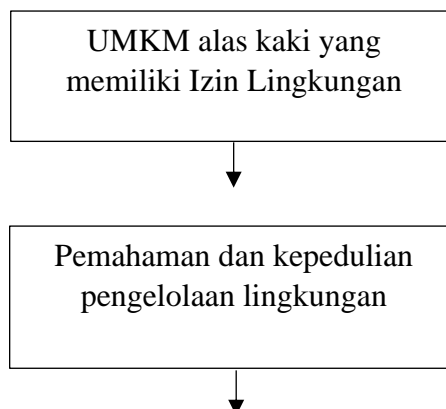 UMKM alas kaki yang
memiliki Izin Lingkungan
Pemahaman dan kepedulian
pengelolaan lingkungan